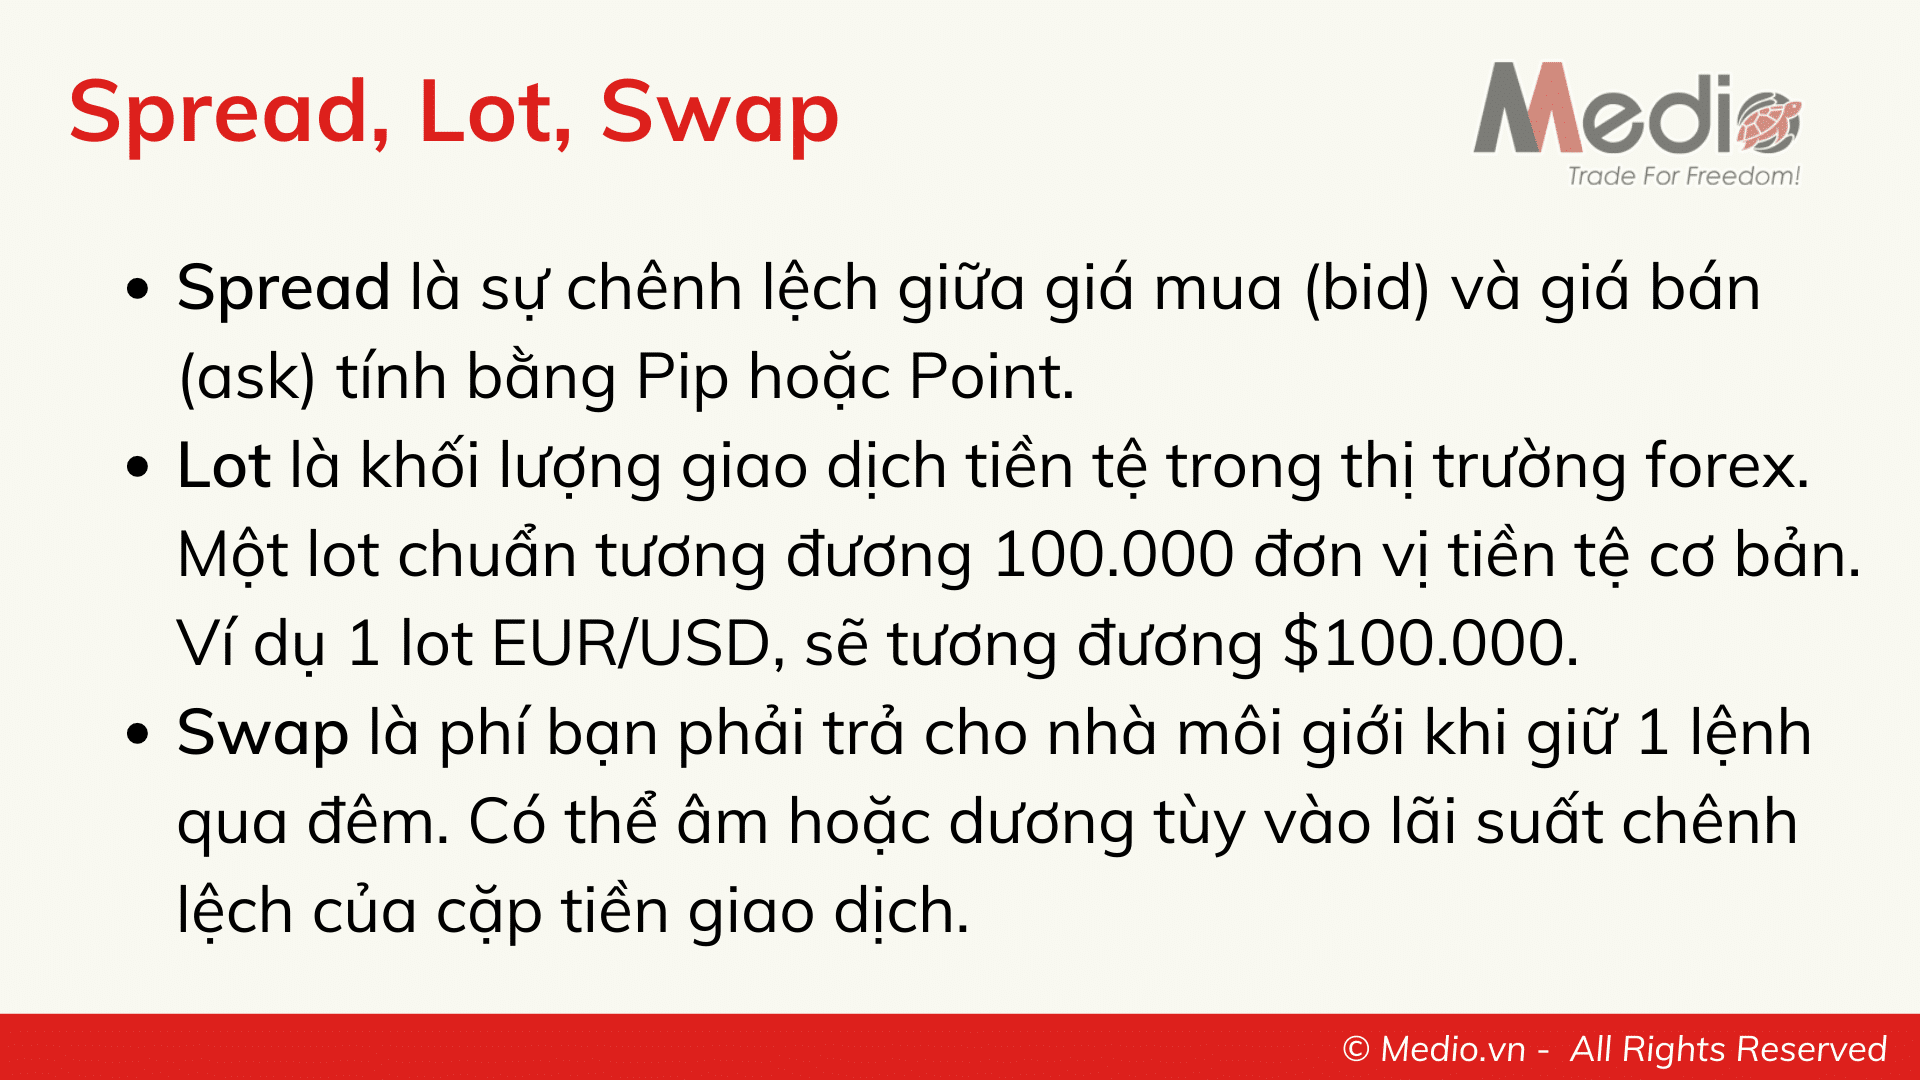 Spread, Lot, Swap
Medio
Trade For Freedom!
• Spread là sự chênh lệch giữa giá mua (bid) và giá bán
(ask) tính bằng Pip hoặc Point.
• Lot là khối lượng giao dịch tiền tệ trong thị trường forex.
Một lot chuẩn tương đương 100.000 đơn vị tiền tệ cơ bản.
Ví dụ 1 lot EUR/USD, sẽ tương đương $100.000.
• Swap là phí bạn phải trả cho nhà môi giới khi giữ 1 lệnh
qua đêm. Có thể âm hoặc dương tùy vào lãi suất chênh
lệch của cặp tiền giao dịch.
© Medio.vn - All Rights Reserved